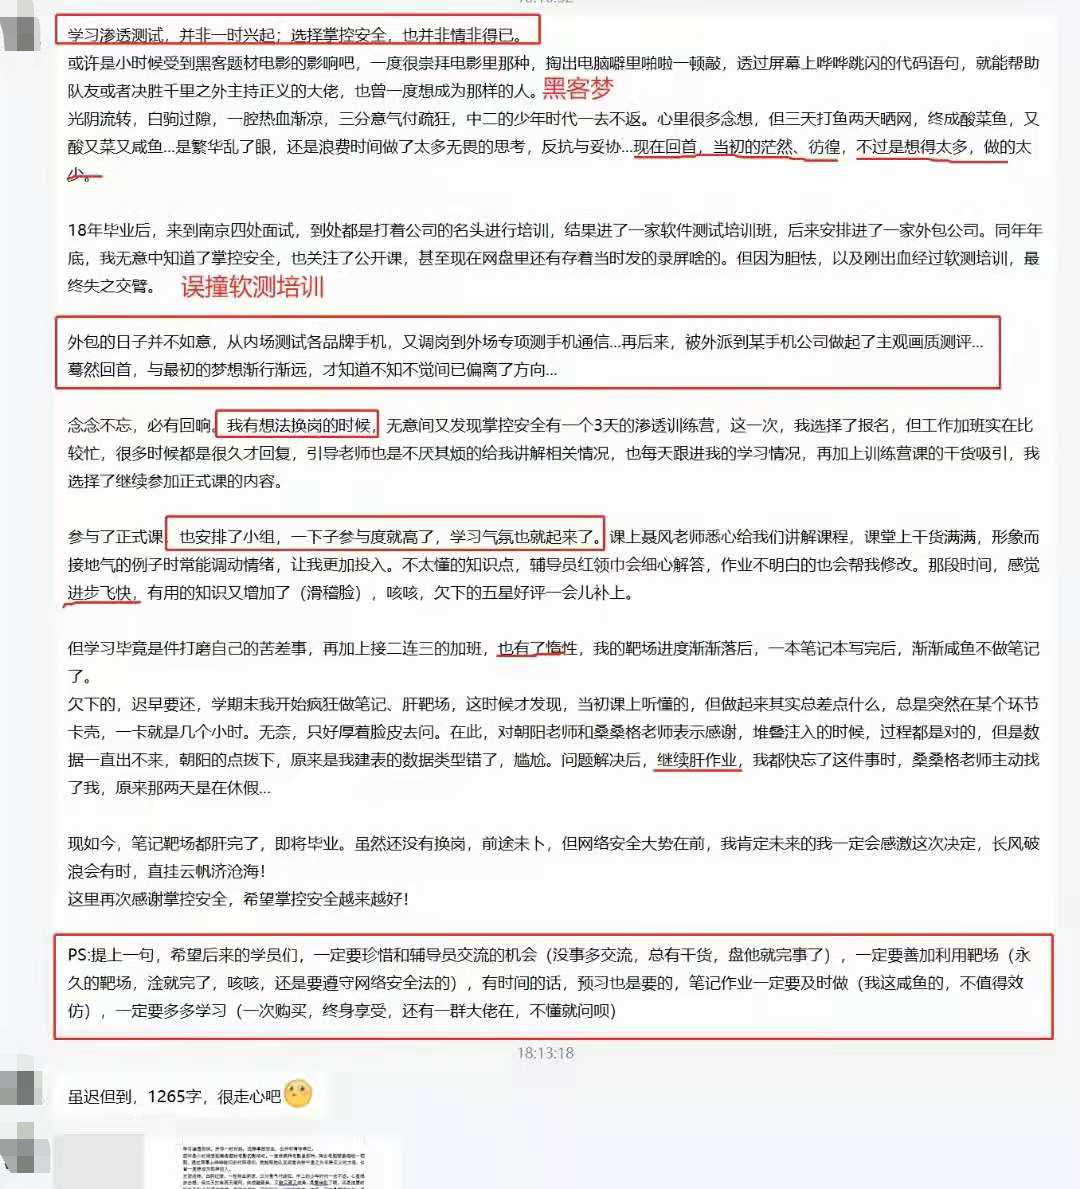 学习渗透测试，并非一时兴起；选择掌控安全，也并非情非得已。
或许是小时候受到黑客题材电影的影响吧，一度很崇拜电影里那种，掏出电脑噼里啪啦一顿敲，透过屏幕上哗哗跳闪的代码语句，就能帮助
队友或者决胜千里之外主持正义的大佬，也曾一度想成为那样的人。黑客梦
光阴流转，白驹过隙，一腔热血渐凉，三分意气付疏狂，中二的少年时代一去不返。心里很多念想，但三天打鱼两天晒网，终成酸菜鱼，又
酸又菜又咸鱼...是繁华乱了眼，还是浪费时间做了太多无畏的思考，反抗与妥协...现在回首，当初的茫然、彷徨，不过是想得太多，做的太
少。
18年毕业后，来到南京四处面试，到处都是打着公司的名头进行培训，结果进了一家软件测试培训班，后来安排进了一家外包公司。同年年
底，我无意中知道了掌控安全，也关注了公开课，甚至现在网盘里还有存着当时发的录屏啥的。但因为胆怯，以及刚出血经过软测培训，最
终失之交臂。 误撞软测培训
外包的日子并不如意，从内场测试各品牌手机，又调岗到外场专项测手机通信...再后来，被外派到某手机公司做起了主观画质测评...
蓦然回首，与最初的梦想渐行渐远，才知道不知不觉间已偏离了方向...
念念不忘，必有回响。我有想法换岗的时候，无意间又发现掌控安全有一个3天的渗透训练营，这一次，我选择了报名，但工作加班实在比
较忙，很多时候都是很久才回复，引导老师也是不厌其烦的给我讲解相关情况，也每天跟进我的学习情况，再加上训练营课的干货吸引，我
选择了继续参加正式课的内容。
参与了正式课，也安排了小组，一下子参与度就高了，学习气氛也就起来了。课上聂风老师悉心给我们讲解课程，课堂上干货满满，形象而
接地气的例子时常能调动情绪，让我更加投入。不太懂的知识点，辅导员红领巾会细心解答，作业不明白的也会帮我修改。那段时间，感觉
进步飞快，有用的知识又增加了（滑稽脸），咳咳，欠下的五星好评一会儿补上。
但学习毕竟是件打磨自己的苦差事，再加上接二连三的加班，也有了惰性，我的靶场进度渐渐落后，一本笔记本写完后，渐渐咸鱼不做笔记
了。
欠下的，迟早要还，学期末我开始疯狂做笔记、肝靶场，这时候才发现，当初课上听懂的，但做起来其实总差点什么，总是突然在某个环节
卡壳，一卡就是几个小时。无奈，只好厚着脸皮去问。在此，对朝阳老师和桑桑格老师表示感谢，堆叠注入的时候，过程都是对的，但是数
据一直出不来，朝阳的点拨下，原来是我建表的数据类型错了，尴尬。问题解决后，继续肝作业，我都快忘了这件事时，桑桑格老师主动找
了我，原来那两天是在休假...
现如今，笔记靶场都肝完了，即将毕业。虽然还没有换岗，前途未卜，但网络安全大势在前，我肯定未来的我一定会感激这次决定，长风破
浪会有时，直挂云帆济沧海！
这里再次感谢掌控安全，希望掌控安全越来越好！
PS:提上一句，希望后来的学员们，一定要珍惜和辅导员交流的机会（没事多交流，总有干货，盘他就完事了），一定要善加利用靶场（永
久的靶场，淦就完了，咳咳，还是要遵守网络安全法的），有时间的话，预习也是要的，笔记作业一定要及时做（我这咸鱼的，不值得效
仿），一定要多多学习（一次购买，终身享受，还有一群大佬在，不懂就问呗）
18:13:18
虽迟但到，1265字，很走心吧